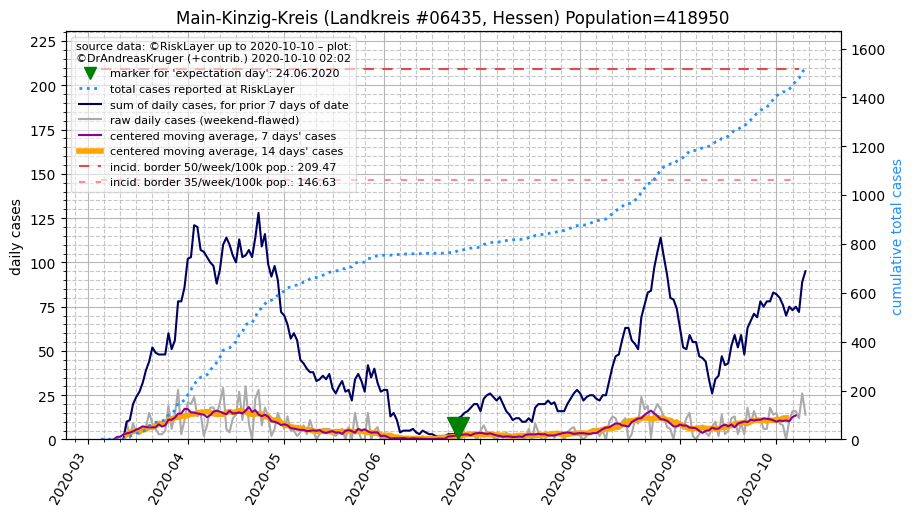 Main-Kinzig-Kreis (Landkreis #06435, Hessen) Population=418950
source data: ©RiskLayer up to 2020-10-10 – plot:
©DrAndreasKruger (+contrib.) 2020-10-10 02:02
marker for 'expectation day': 24.06.2020
total cases reported at RiskLayer
sum of daily cases, for prior 7 days of date
raw daily cases (weekend-flawed)
centered moving average, 7 days' cases
centered moving average, 14 days' cases
incid. border 50/week/100k pop.: 209.47
incid. border 35/week/100k pop.: 146.63
daily cases
225
200
175
150
125
100
75
50
25
0
cumulative total cases
1600
1400
1200
1000
800
600
400
200
0
2020-03
2020-04
2020-05
2020-06
2020-07
2020-08
2020-09
2020-10